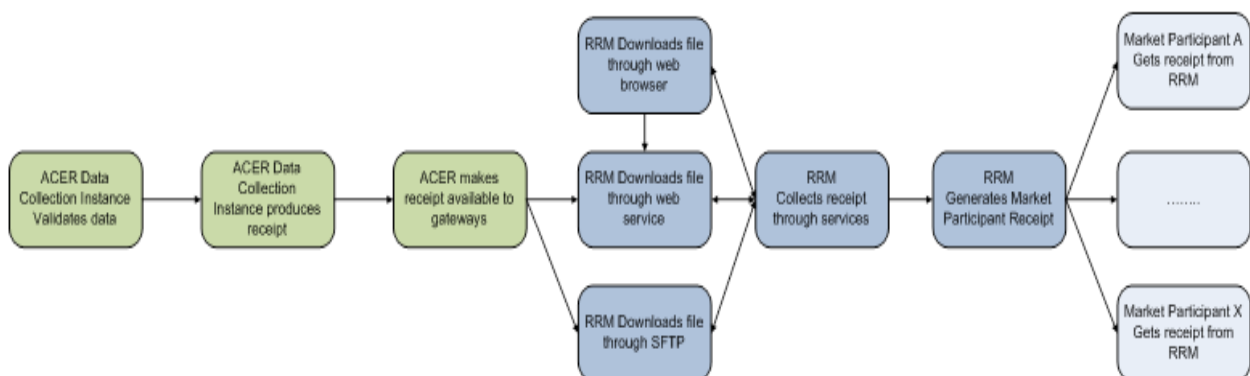 ACER Data
Collection Instance
Validates data
ACER Data
Collection
Instance produces
receipt
ACER makes
receipt available to
gateways
RRM Downloads file
through web
browser
RRM Downloads file
through web
service
RRM Downloads file
through SFTP
RRM
Collects receipt
through services
RRM
Generates Market
Participant Receipt
Market Participant A
Gets receipt from
RRM
........
Market Participant X
Gets receipt from
RRM